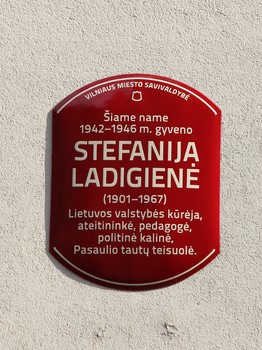 VILNIAUS MIESTO SAVIVALDYBĖ
Šiame name
1942–1946 m. gyveno
STEFANIJA
LADIGIENĖ
(1901–1967)
Lietuvos valstybės kūrėja,
ateitininkė, pedagogė,
politinė kalinė,
Pasaulio tautų teisuolė.